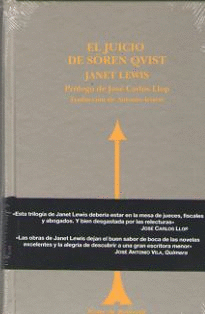 EL JUICIO
DE SØREN QVIST
JANET LEWIS
Prólogo de José Carlos Llop
Traducción de Antonio Iriarte
«Esta trilogía de Janet Lewis debería estar en la mesa de jueces, fiscales
y abogados. Y bien desgastada por las relecturas»
JOSÉ CARLOS LLOP
«Las obras de Janet Lewis dejan el buen sabor de boca de las novelas
excelentes y la alegría de descubrir a una gran escritora menor»
JOSÉ ANTONIO VILA, Quimera